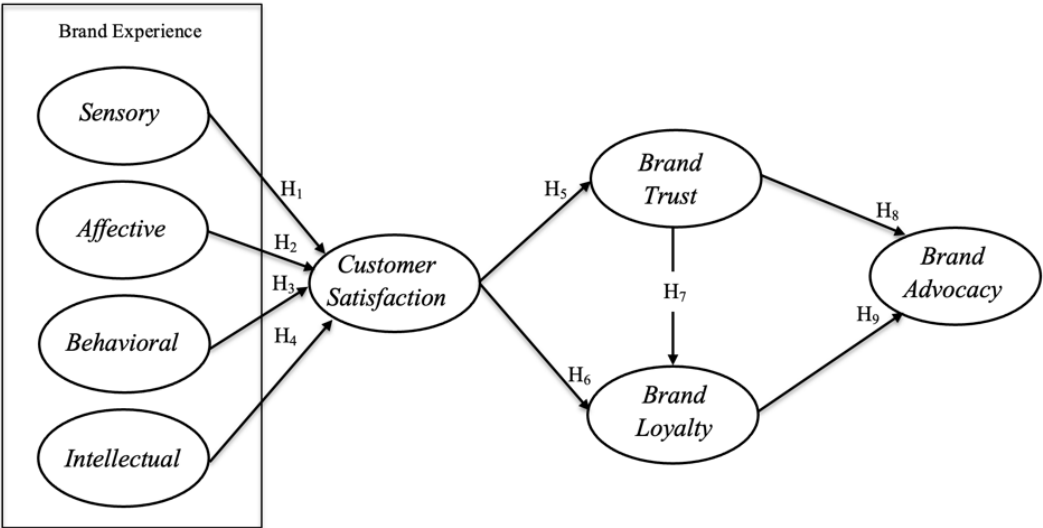 Brand Experience
Sensory
Affective
Behavioral
Intellectual
H1
H2
H3
H4
Customer
Satisfaction
H5
H6
Brand
Trust
H7
Brand
Loyalty
H8
H9
Brand
Advocacy